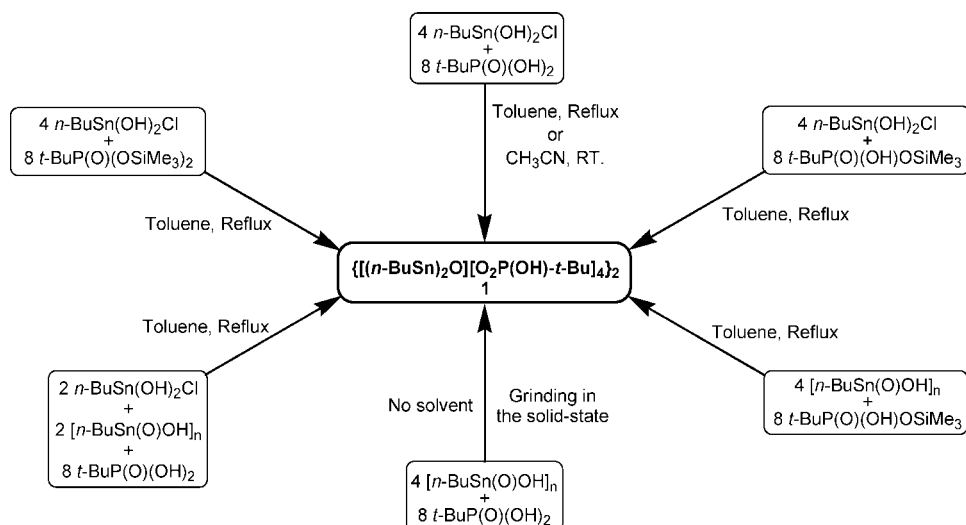 4 n-BuSn(OH)2Cl
+
8 t-BuP(O)(OH)2
Toluene, Reflux
or
CH3CN, RT.
4 n-BuSn(OH)2Cl
+
8 t-BuP(O)(OSiMe3)2
Toluene, Reflux
4 n-BuSn(OH)2Cl
+
8 t-BuP(O)(OH)OSiMe3
Toluene, Reflux
{[(n-BuSn)2O][O2P(OH)-t-Bu]4}2
1
Toluene, Reflux
2 n-BuSn(OH)2Cl
+
2 [n-BuSn(O)OH]n
+
8 t-BuP(O)(OH)2
No solvent
Grinding in
the solid-state
4 [n-BuSn(O)OH]n
+
8 t-BuP(O)(OH)2
Toluene, Reflux
4 [n-BuSn(O)OH]n
+
8 t-BuP(O)(OH)OSiMe3